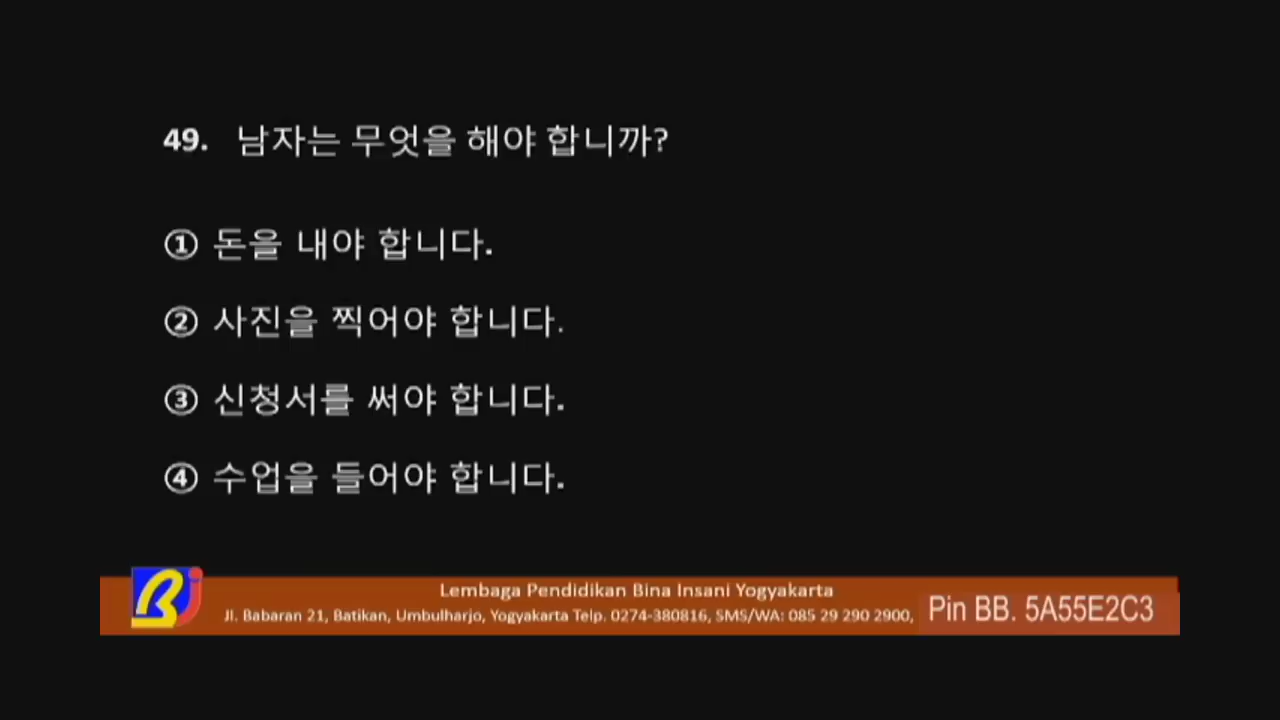 49. 남자는 무엇을 해야 합니까?
① 돈을 내야 합니다.
② 사진을 찍어야 합니다.
③ 신청서를 써야 합니다.
④ 수업을 들어야 합니다.
Lembaga Pendidikan Bina Insani Yogyakarta
Jl. Babaran 21, Batikan, Umbulharjo, Yogyakarta Telp. 0274-380816, SMS/WA: 085 29 290 2900, Pin BB. 5A55E2C3